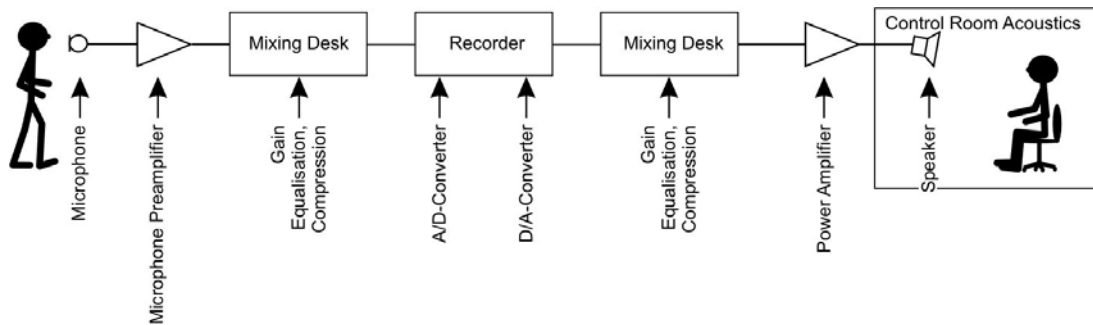 Control Room Acoustics
Mixing Desk
Recorder
Mixing Desk
Microphone
Microphone Preamplifier
Gain
Equalisation,
Compression
A/D-Converter
D/A-Converter
Gain
Equalisation,
Compression
Power Amplifier
Speaker